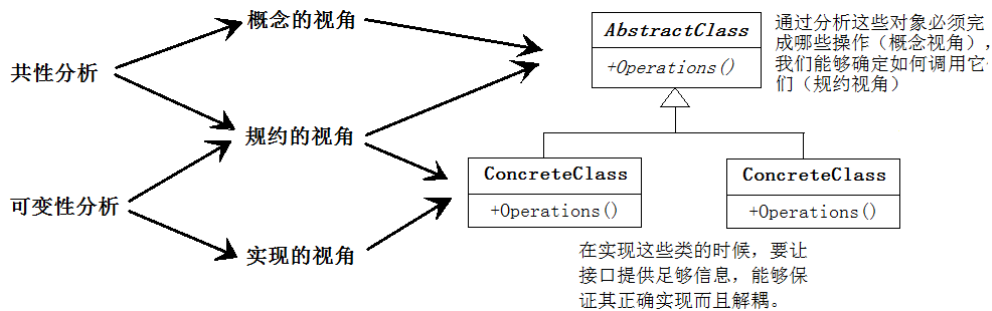 概念的视角
共性分析
规约的视角
可变性分析
实现的视角
AbstractClass
+Operations()
通过分析这些对象必须完
成哪些操作（概念视角），
我们能够确定如何调用它
们（规约视角）
ConcreteClass
+Operations()
ConcreteClass
+Operations()
在实现这些类的时候，要让
接口提供足够信息，能够保
证其正确实现而且解耦。